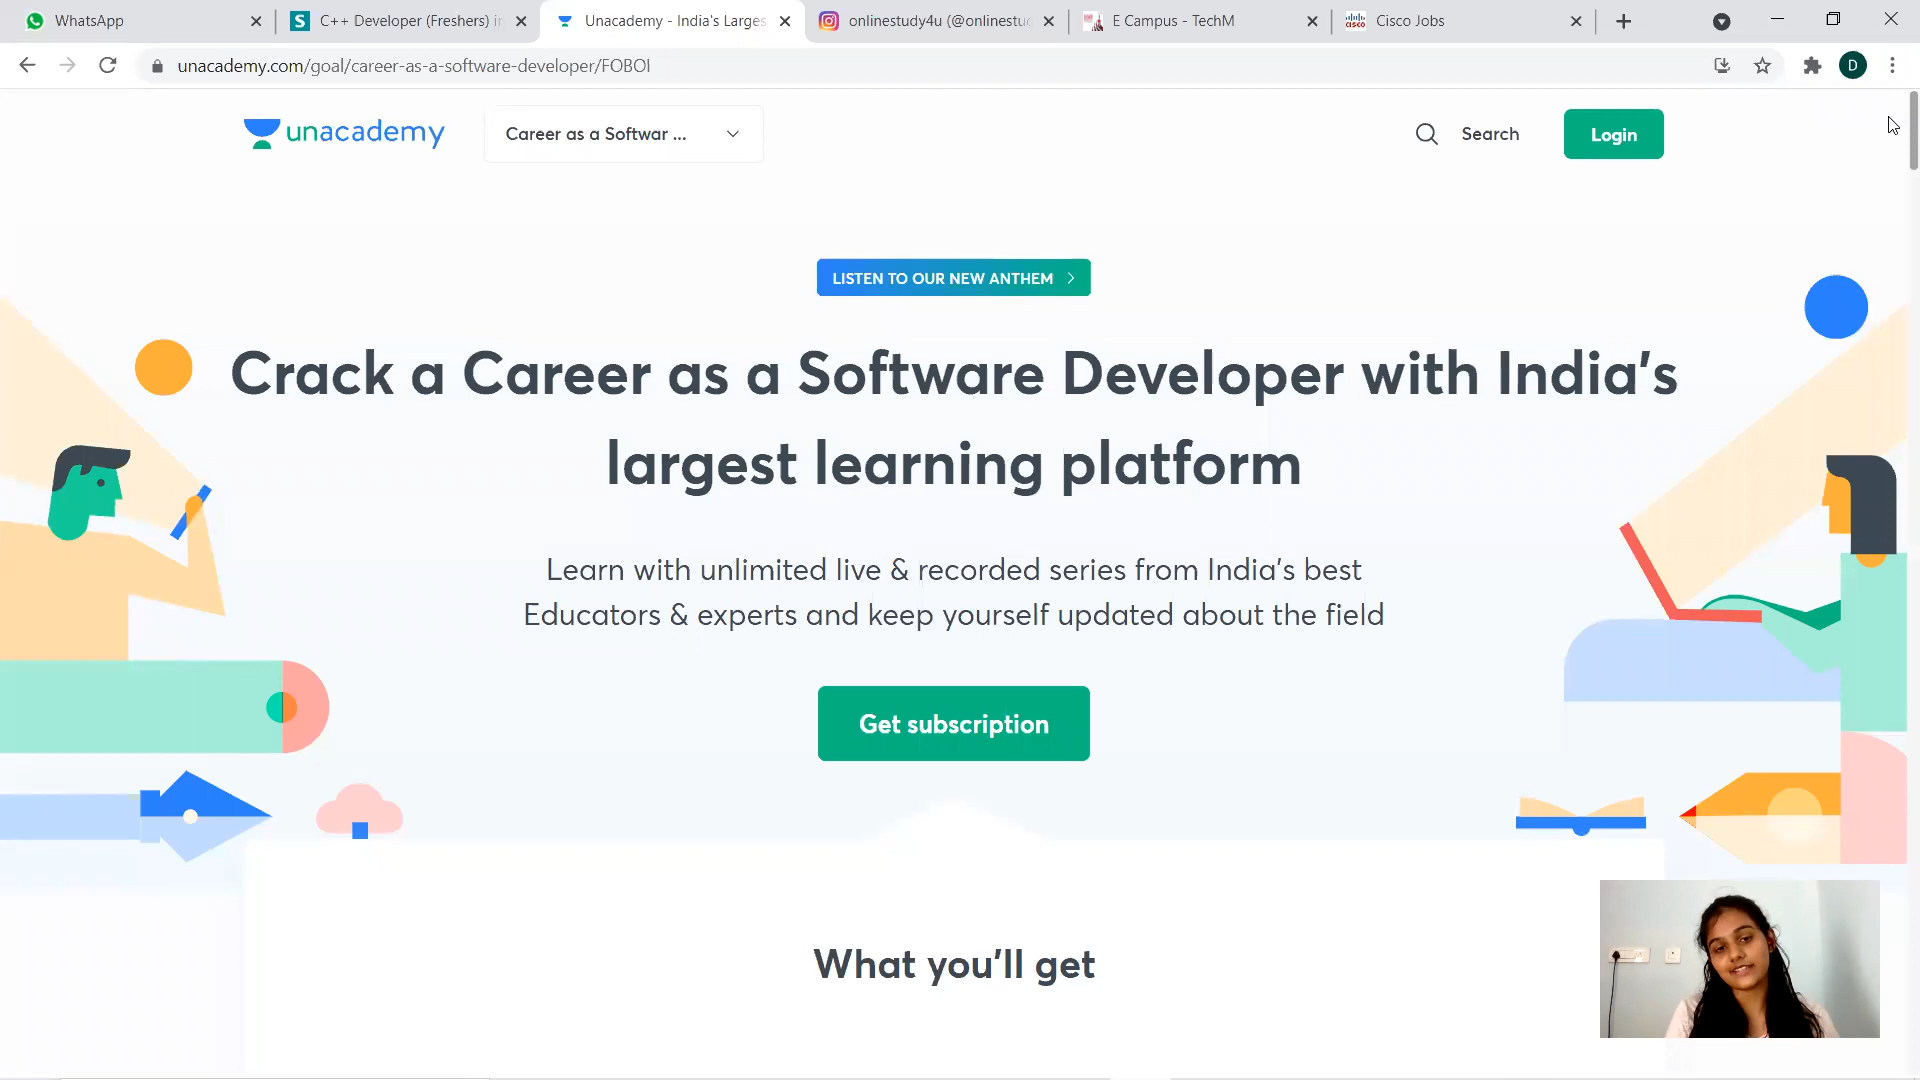 WhatsApp
C++ Developer (Freshers) in
Unacademy - India's Larges
onlinestudy4u (@onlinestu
E Campus - TechM
Cisco Jobs
unacademy.com/goal/career-as-a-software-developer/FOBOI
D
unacademy
Career as a Softwar ...
Search
Login
LISTEN TO OUR NEW ANTHEM
Crack a Career as a Software Developer with India's
largest learning platform
Learn with unlimited live & recorded series from India's best
Educators & experts and keep yourself updated about the field
Get subscription
What you'll get